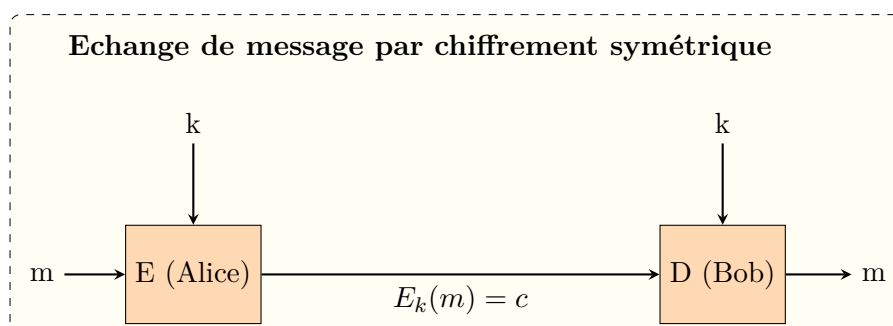 Echange de message par chiffrement symétrique
k k
m E (Alice) D (Bob) m
E_k(m) = c